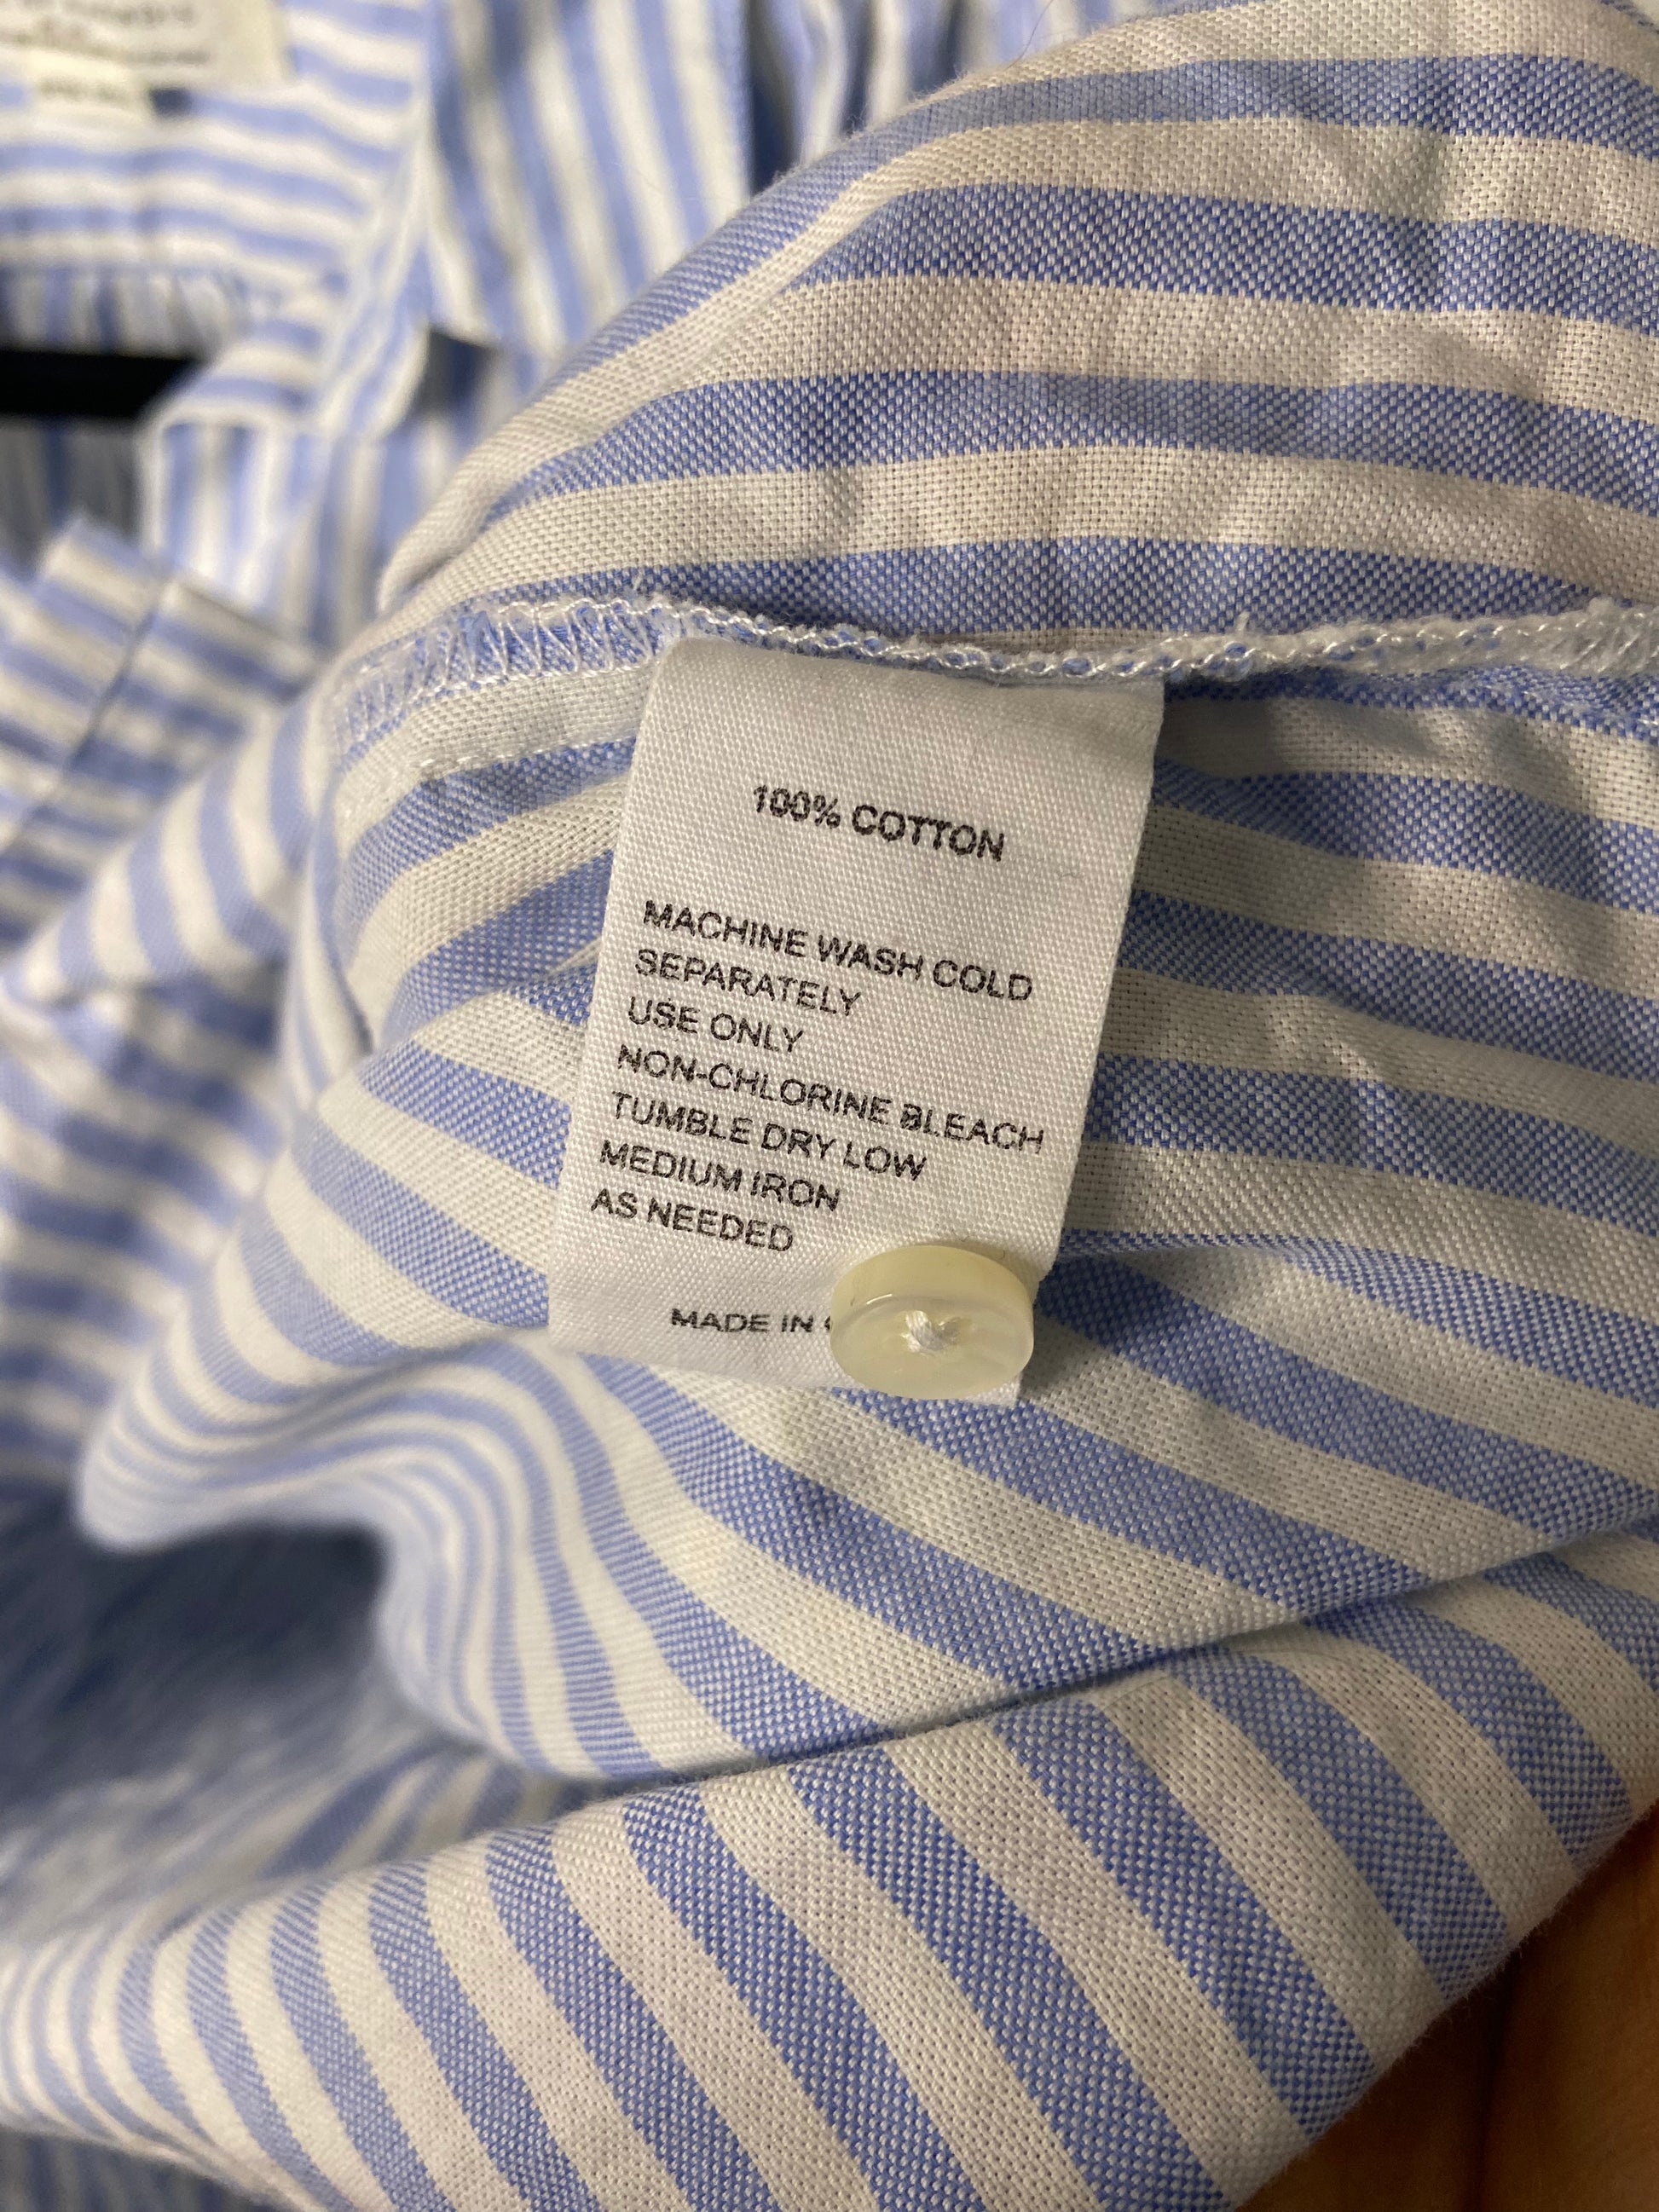 100% COTTON
MACHINE WASH COLD
SEPARATELY
USE ONLY
NON-CHLORINE BLEACH
TUMBLE DRY LOW
MEDIUM IRON
AS NEEDED
MADE IN